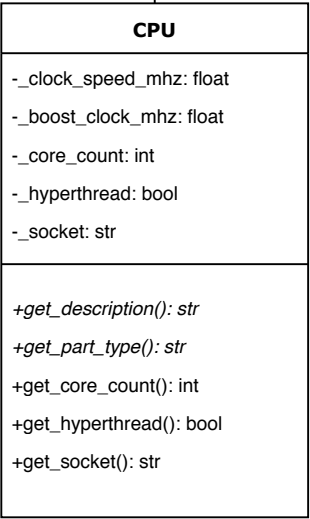 CPU
-_clock_speed_mhz: float
-_boost_clock_mhz: float
-_core_count: int
-_hyperthread: bool
-_socket: str
+get_description(): str
+get_part_type(): str
+get_core_count(): int
+get_hyperthread(): bool
+get_socket(): str